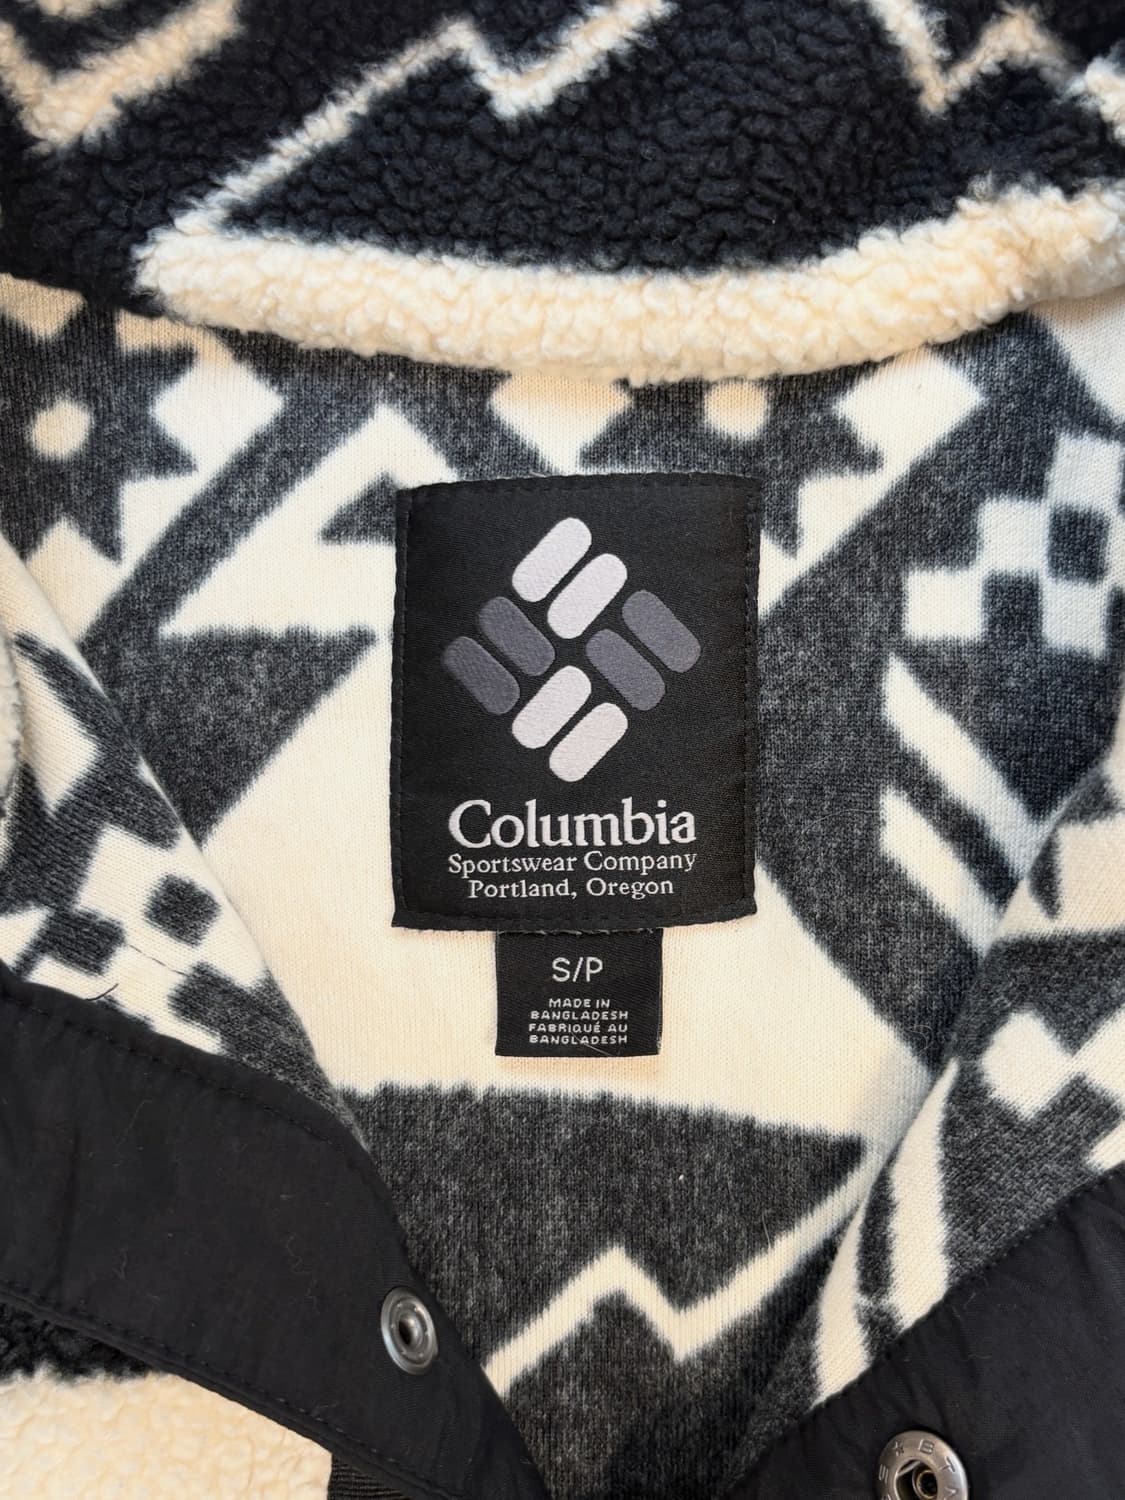 Columbia
Sportswear Company
Portland, Oregon
S/P
MADE IN
BANGLADESH
FABRIQUÉ AU
BANGLADESH